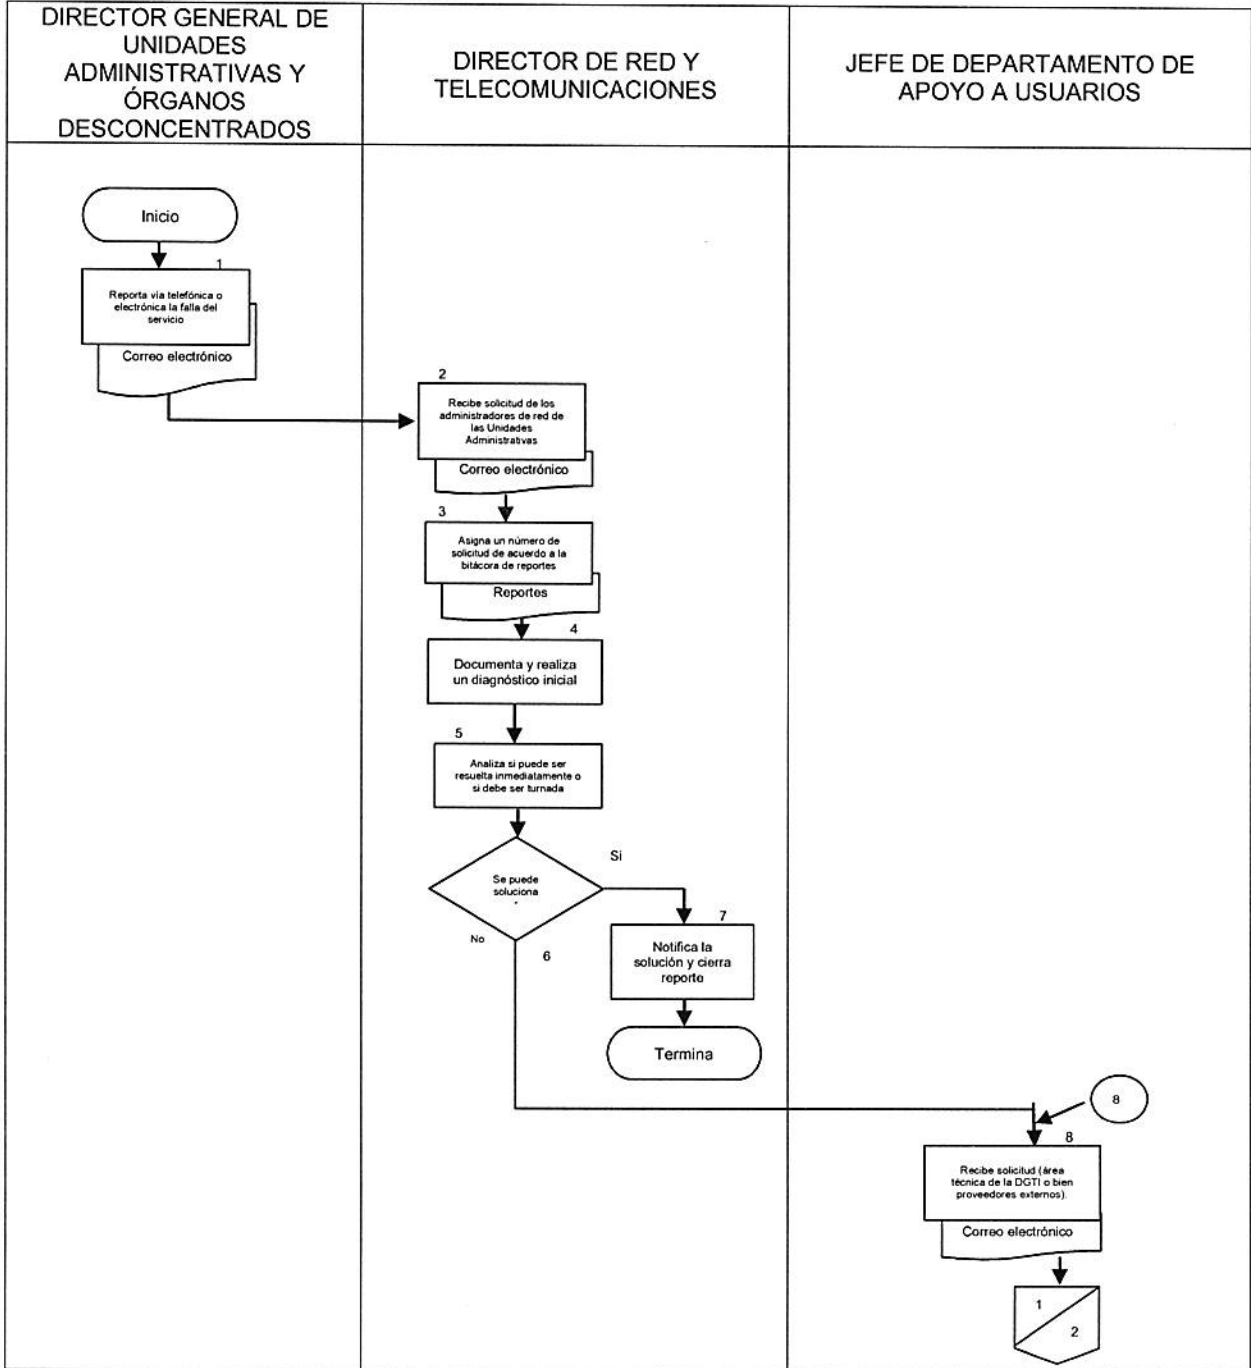 DIRECTOR GENERAL DE
UNIDADES
ADMINISTRATIVAS Y
ÓRGANOS
DESCONCENTRADOS
DIRECTOR DE RED Y
TELECOMUNICACIONES
JEFE DE DEPARTAMENTO DE
APOYO A USUARIOS
Inicio
1
Reporta vía telefónica o
electrónica la falla del
servicio
Correo electrónico
2
Recibe solicitud de los
administradores de red de
las Unidades
Administrativas
Correo electrónico
3
Asigna un número de
solicitud de acuerdo a la
bitácora de reportes
Reportes
4
Documenta y realiza
un diagnóstico inicial
5
Analiza si puede ser
resuelta inmediatamente o
si debe ser turnada
Se puede
soluciona
Si
No
6
7
Notifica la
solución y cierra
reporte
Termina
8
8
Recibe solicitud (área
técnica de la DGTI o bien
proveedores externos).
Correo electrónico
1
2